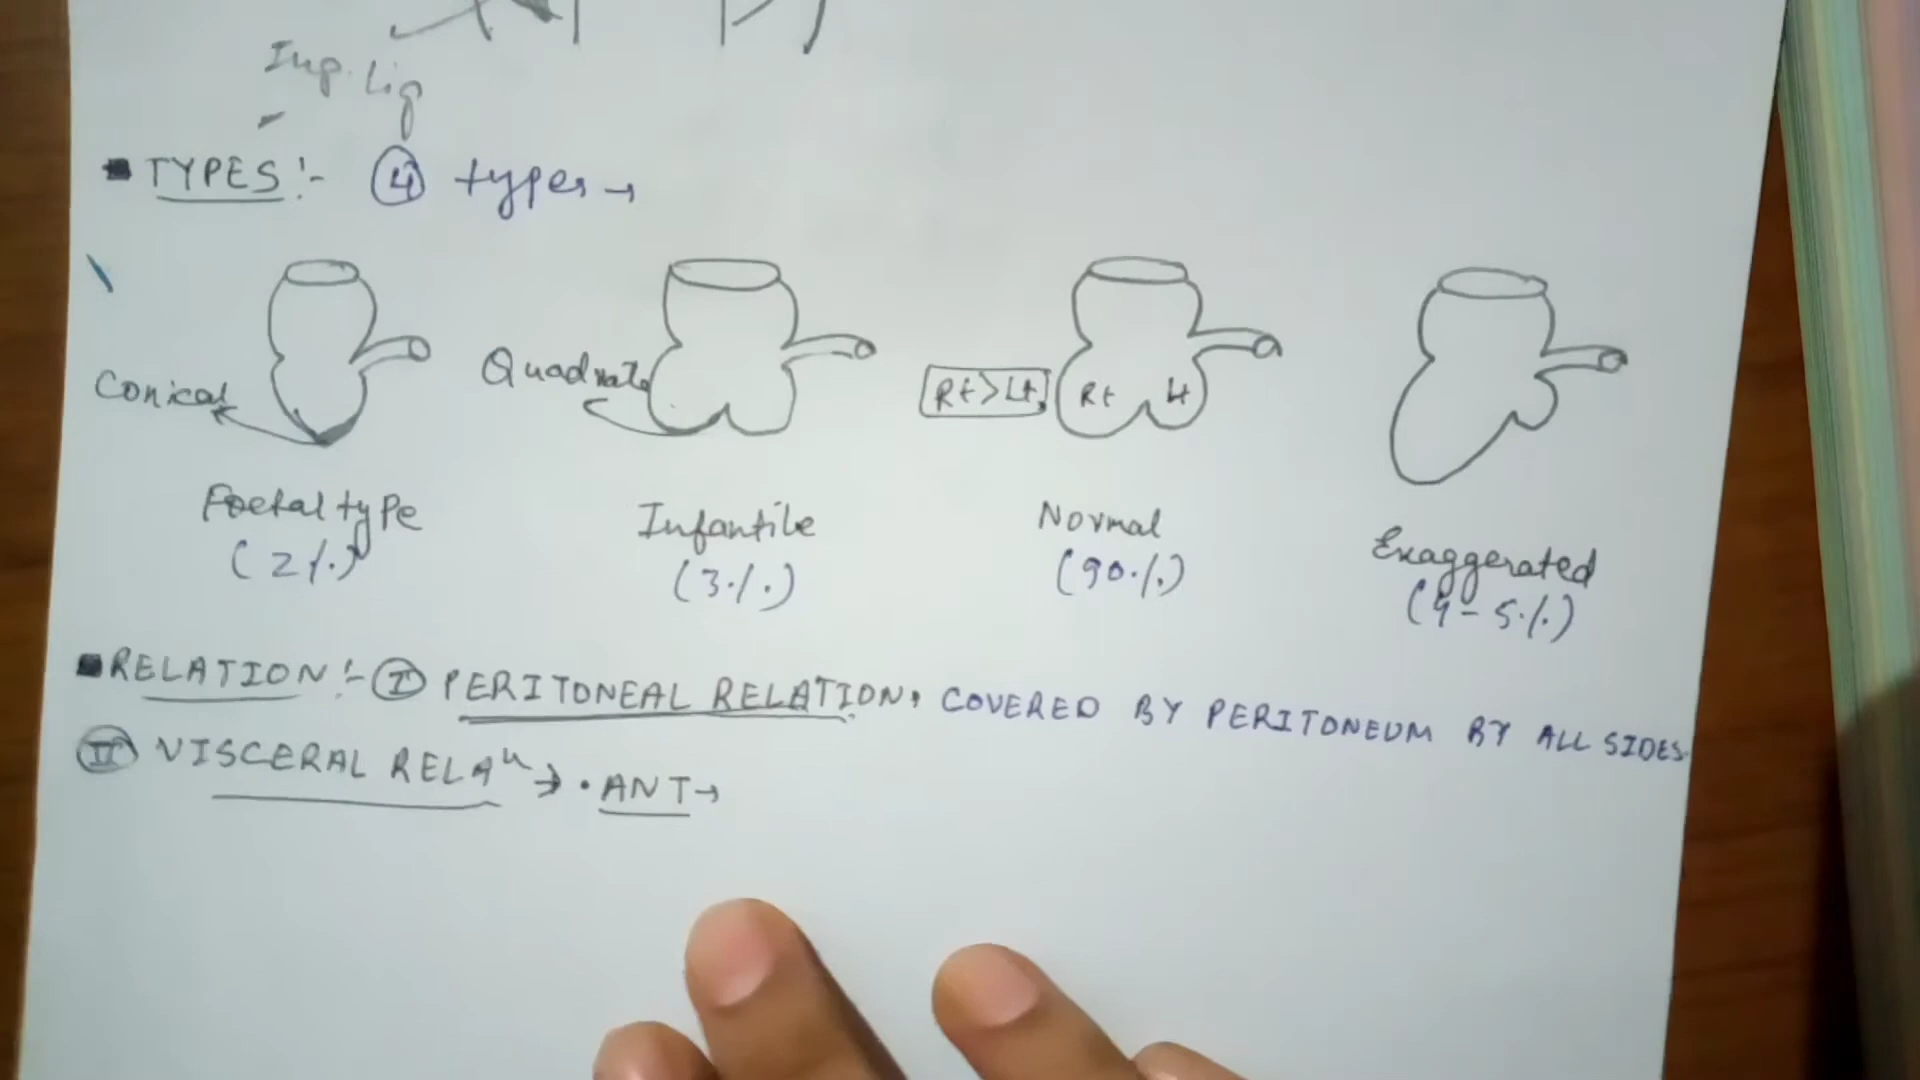 Ing. Lig
TYPES :- 4 types →
Conical
Quadrate
Rt > Lt.
Rt Lt
Foetal type
(2%)
Infantile
(3%)
Normal
(90%)
Exaggerated
(4-5%)
RELATION :- I PERITONEAL RELATION, COVERED BY PERITONEUM BY ALL SIDES
II VISCERAL RELAn → • ANT →